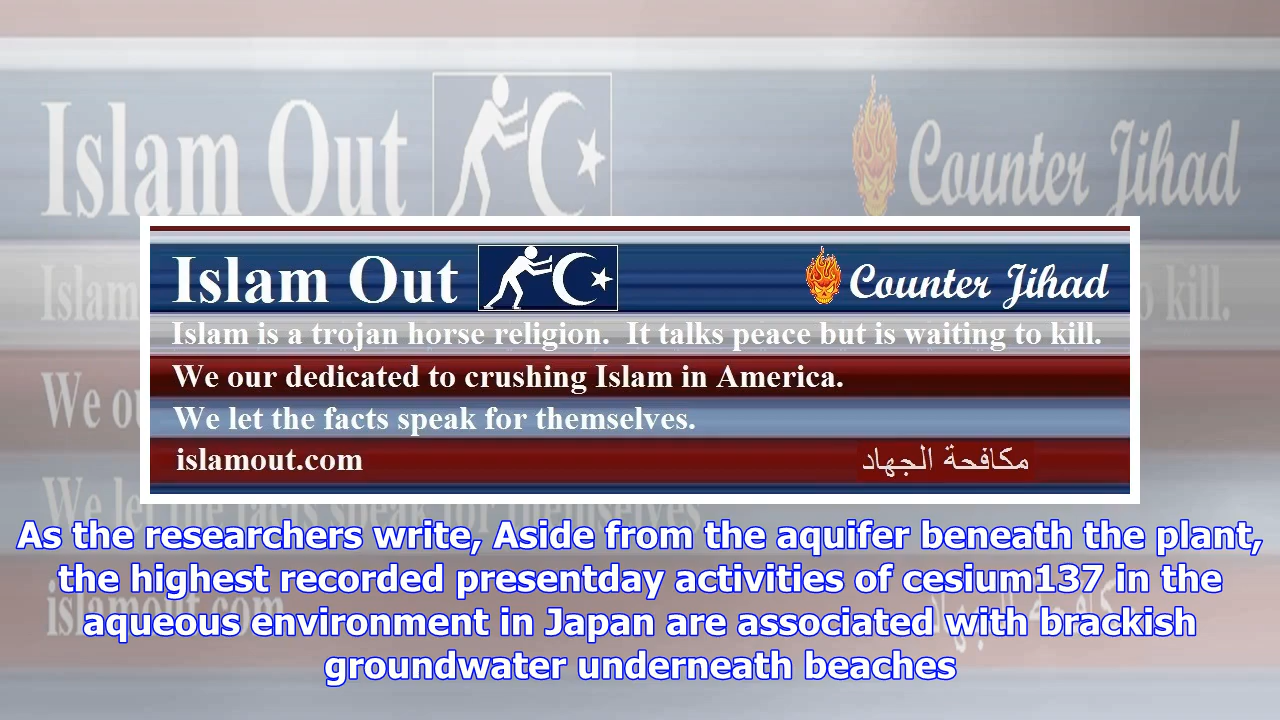 Islam Out
Counter Jihad
Islam is a trojan horse religion. It talks peace but is waiting to kill.
We our dedicated to crushing Islam in America.
We let the facts speak for themselves.
islamout.com
مكافحة الجهاد
As the researchers write, Aside from the aquifer beneath the plant,
the highest recorded presentday activities of cesium137 in the
aqueous environment in Japan are associated with brackish
groundwater underneath beaches